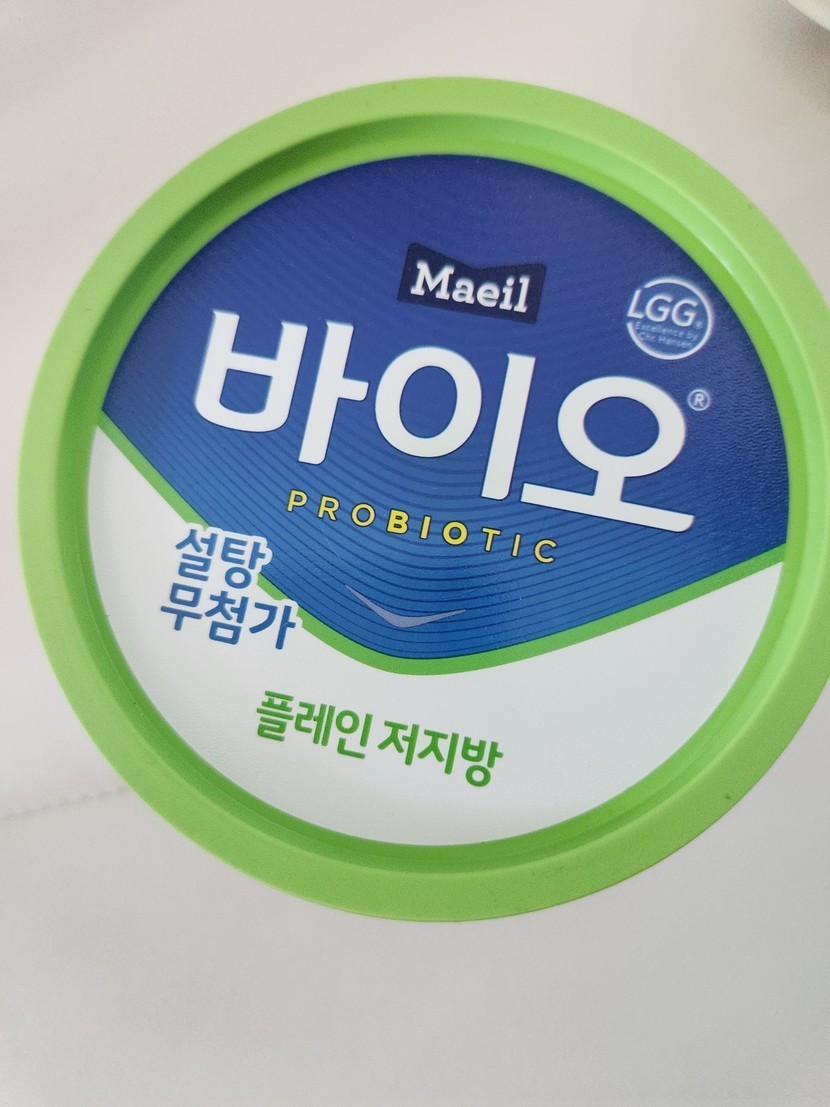 Maeil
LGG®
Excellence by
Chr. Hansen
바이오®
PROBIOTIC
설탕
무첨가
플레인 저지방